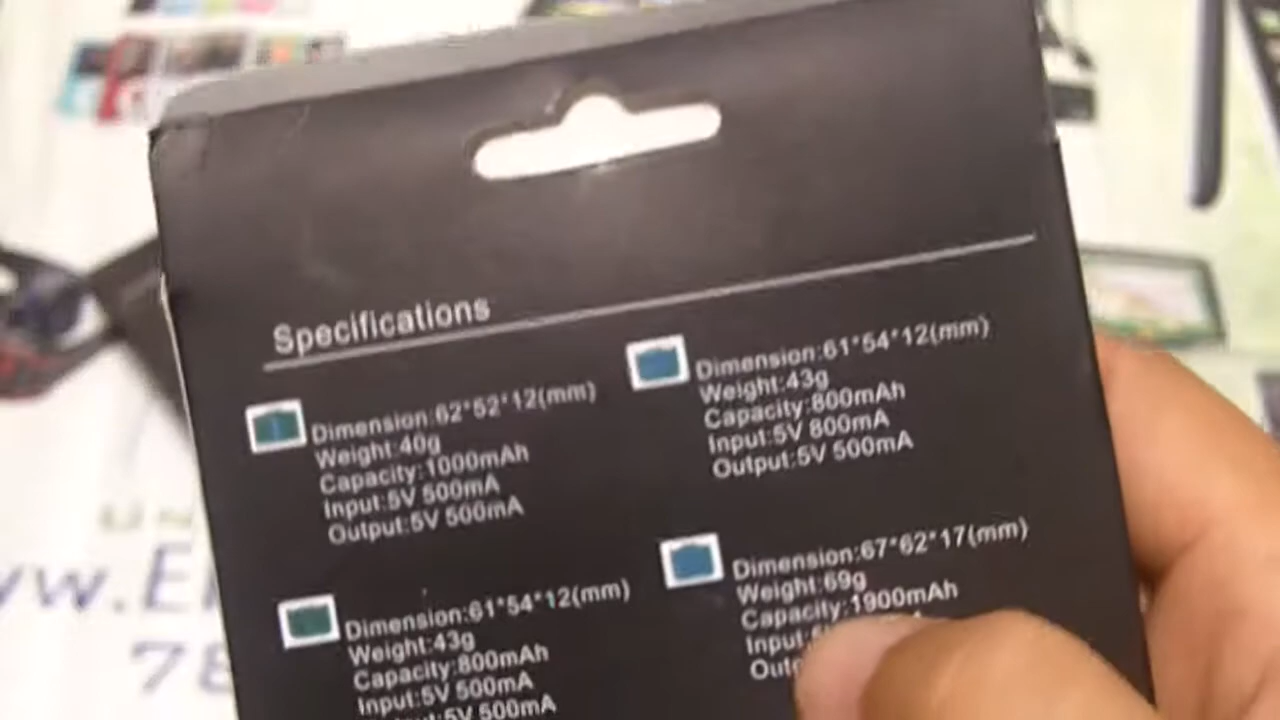 Specifications
Dimension:62*52*12(mm)
Weight:40g
Capacity:1000mAh
Input:5V 500mA
Output:5V 500mA
Dimension:61*54*12(mm)
Weight:43g
Capacity:800mAh
Input:5V 800mA
Output:5V 500mA
Dimension:61*54*12(mm)
Weight:43g
Capacity:800mAh
Input:5V 500mA
5V 500mA
Dimension:67*62*17(mm)
Weight:69g
Capacity:1900mAh
Input: